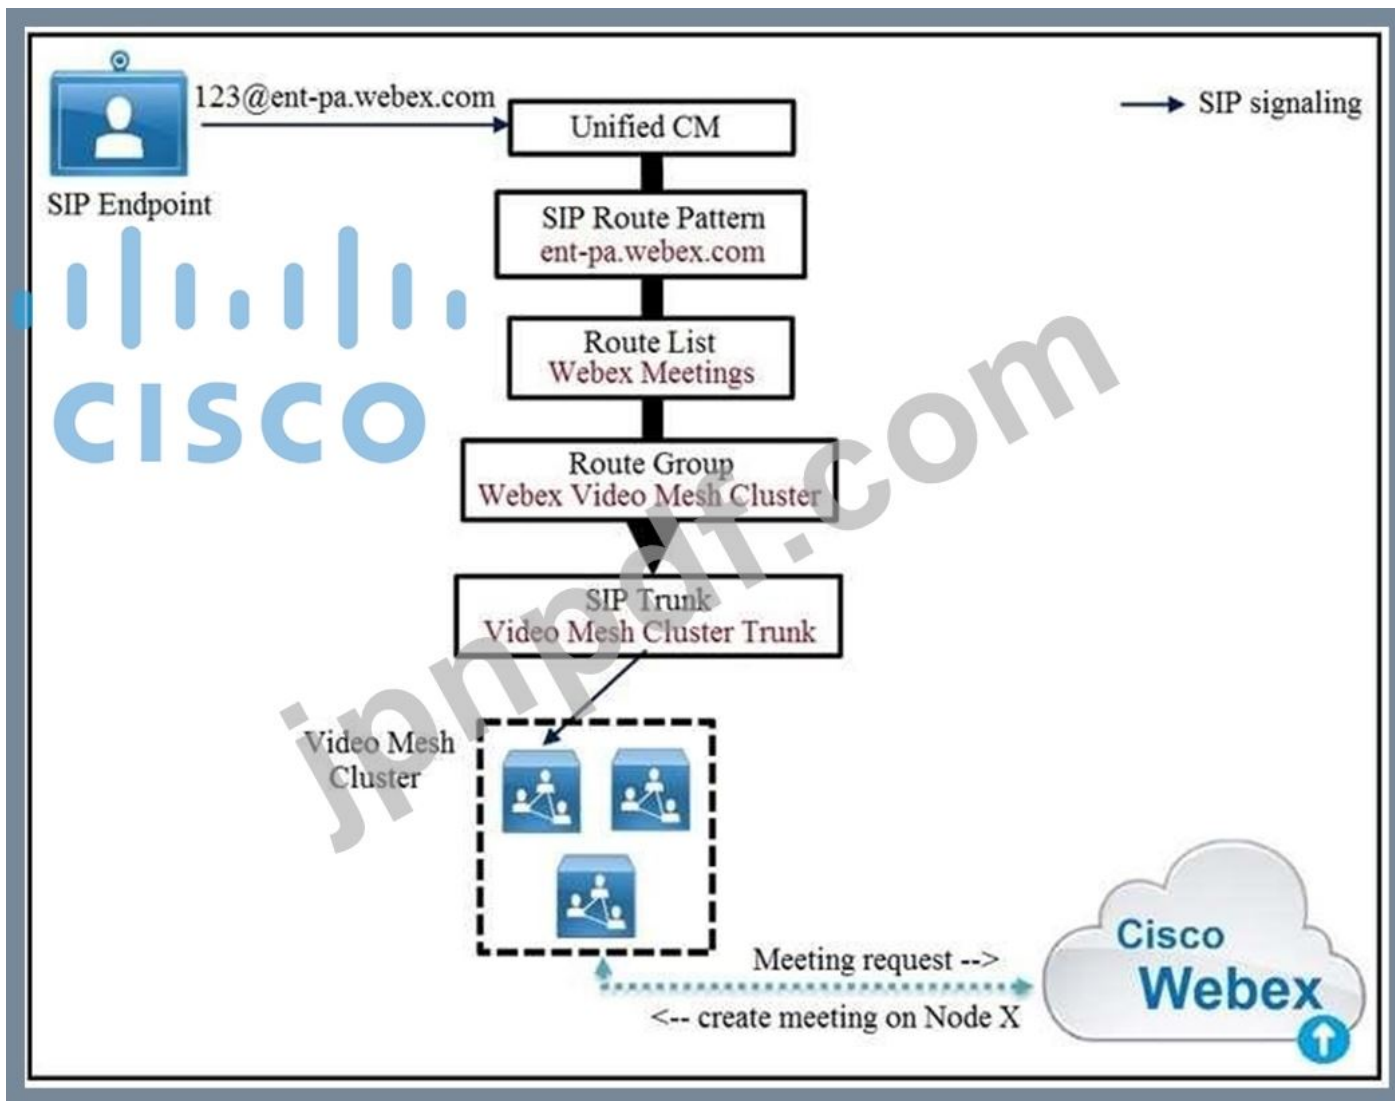 123@ent-pa.webex.com
SIP signaling
Unified CM
SIP Endpoint
SIP Route Pattern
ent-pa.webex.com
CISCO
Route List
Webex Meetings
Route Group
Webex Video Mesh Cluster
SIP Trunk
Video Mesh Cluster Trunk
jpnpdf.com
Video Mesh
Cluster
Meeting request -->
<-- create meeting on Node X
Cisco
Webex